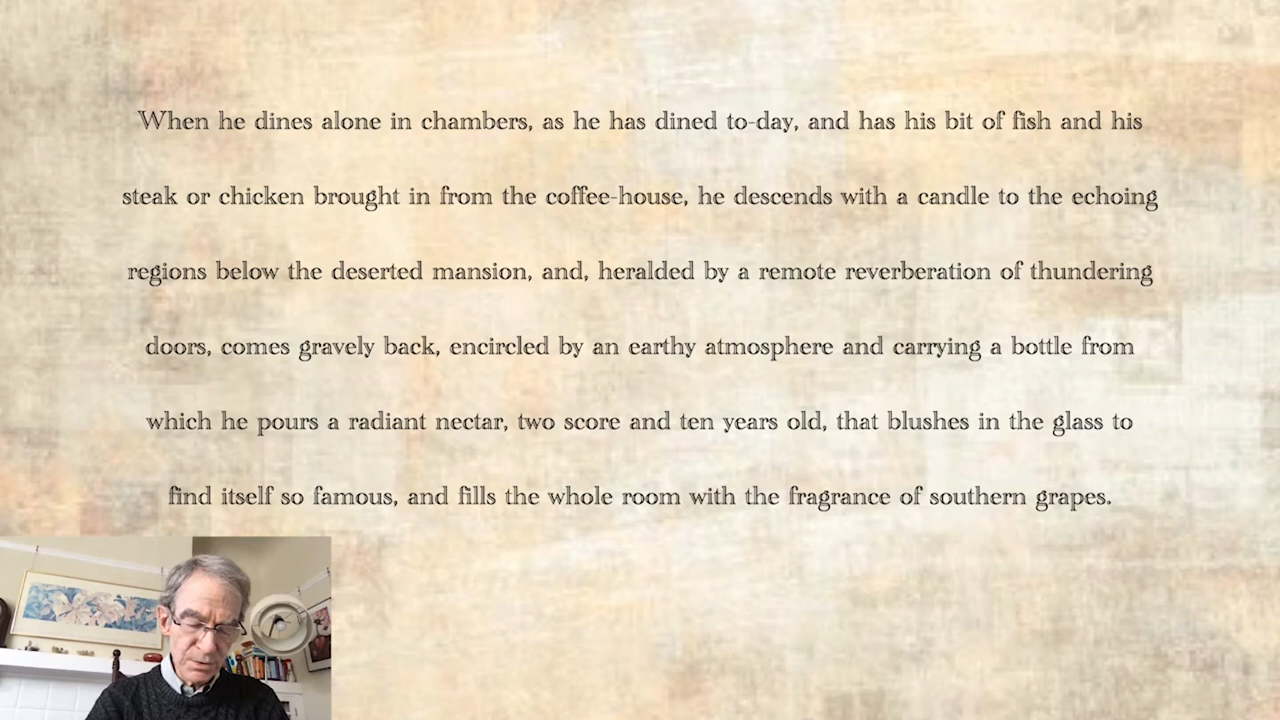 When he dines alone in chambers, as he has dined to-day, and has his bit of fish and his
steak or chicken brought in from the coffee-house, he descends with a candle to the echoing
regions below the deserted mansion, and, heralded by a remote reverberation of thundering
doors, comes gravely back, encircled by an earthy atmosphere and carrying a bottle from
which he pours a radiant nectar, two score and ten years old, that blushes in the glass to
find itself so famous, and fills the whole room with the fragrance of southern grapes.